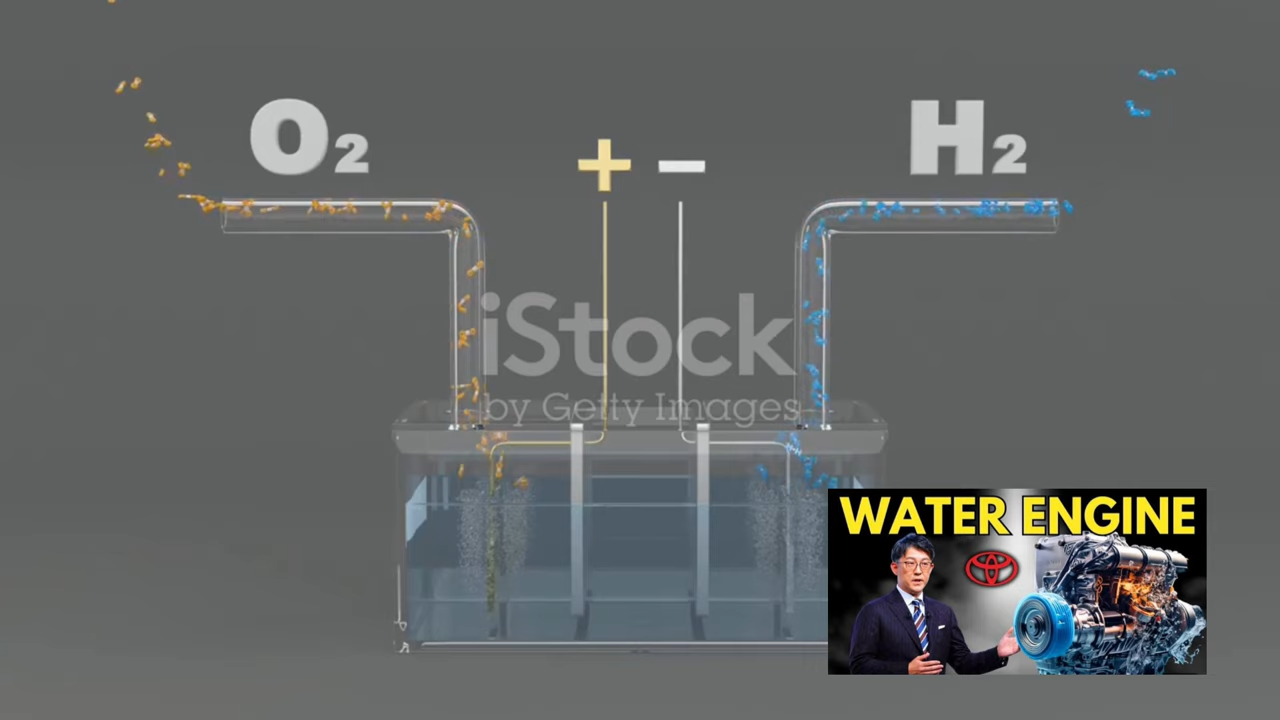 O₂
+ −
H₂
iStock
by Getty Images
WATER ENGINE